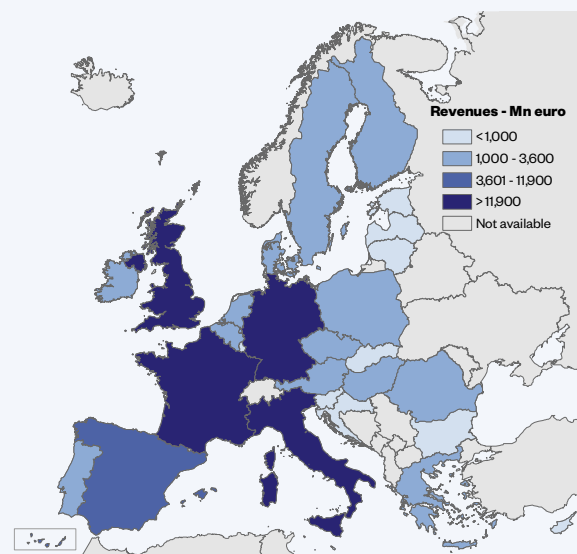 Revenues - Mn euro
<1,000
1,000 - 3,600
3,601 - 11,900
>11,900
Not available